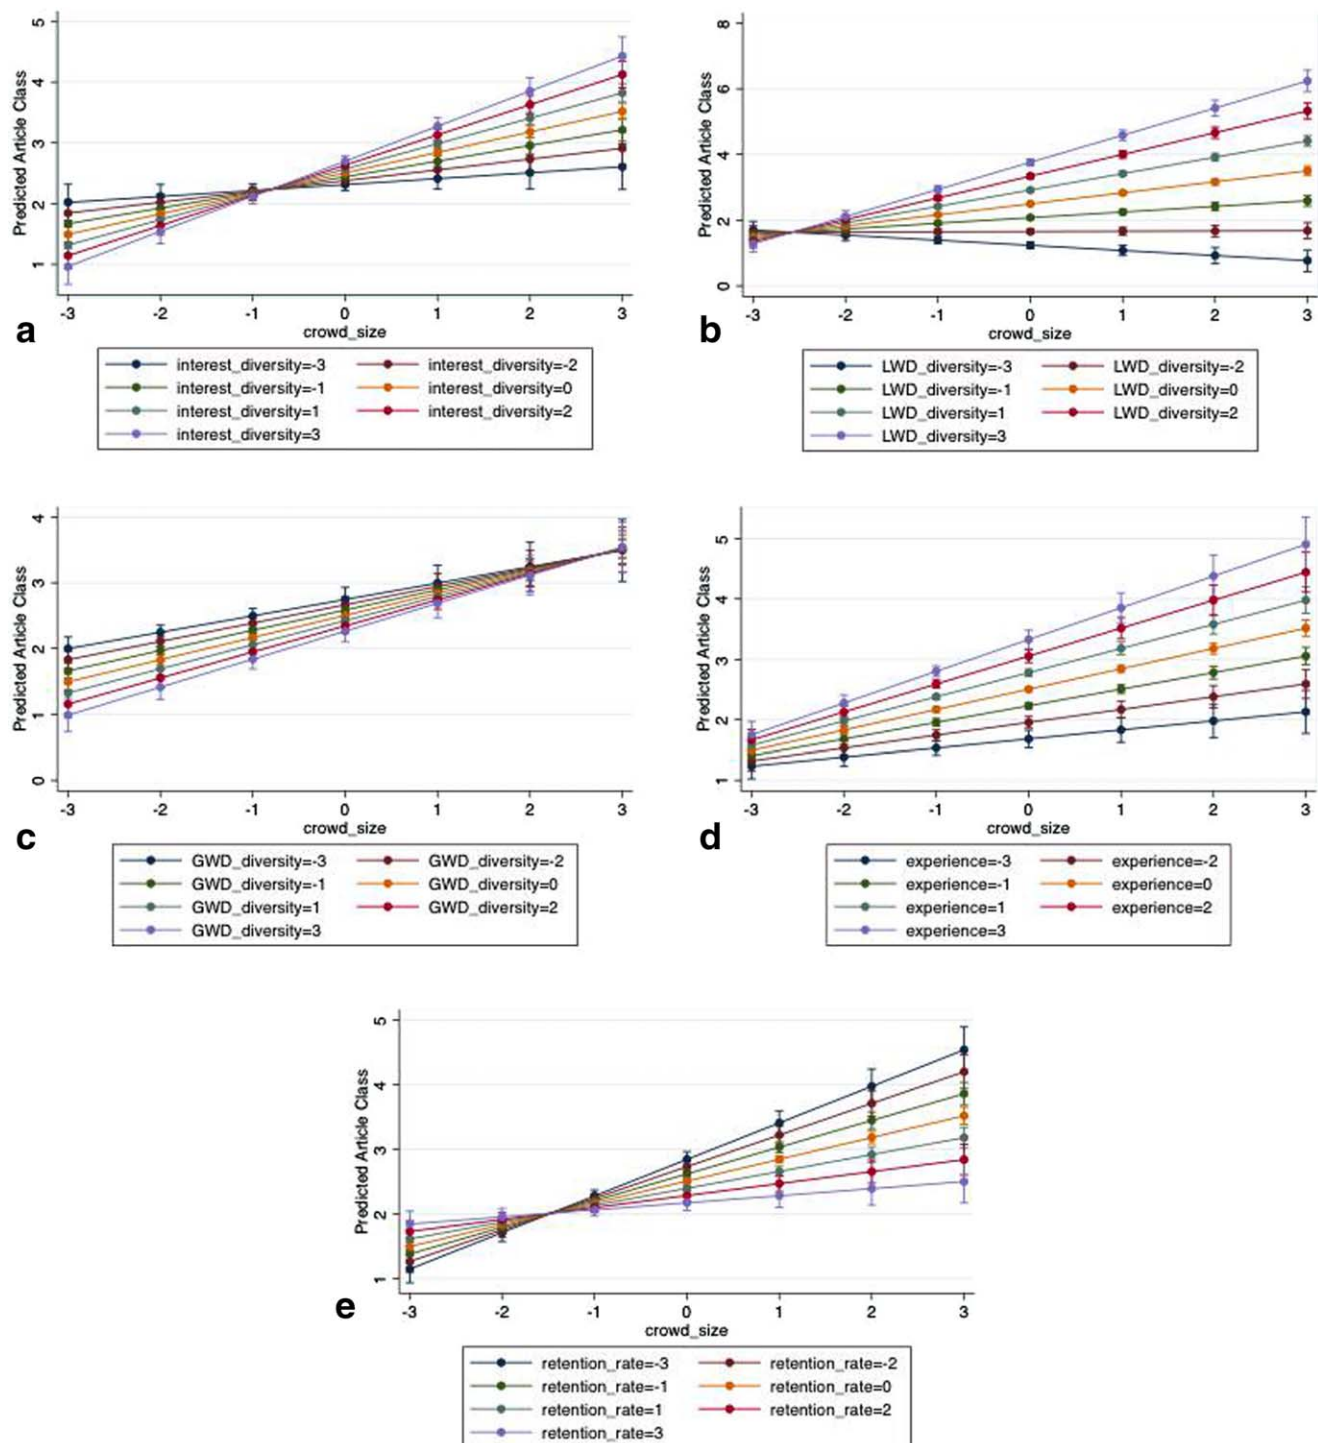 5
4
3
2
1
Predicted Article Class
-3 -2 -1 0 1 2 3
crowd_size
a
interest_diversity=-3 interest_diversity=-2
interest_diversity=-1 interest_diversity=0
interest_diversity=1 interest_diversity=2
interest_diversity=3
8
6
4
2
0
Predicted Article Class
-3 -2 -1 0 1 2 3
crowd_size
b
LWD_diversity=-3 LWD_diversity=-2
LWD_diversity=-1 LWD_diversity=0
LWD_diversity=1 LWD_diversity=2
LWD_diversity=3
4
3
2
1
0
Predicted Article Class
-3 -2 -1 0 1 2 3
crowd_size
c
GWD_diversity=-3 GWD_diversity=-2
GWD_diversity=-1 GWD_diversity=0
GWD_diversity=1 GWD_diversity=2
GWD_diversity=3
5
4
3
2
1
Predicted Article Class
-3 -2 -1 0 1 2 3
crowd_size
d
experience=-3 experience=-2
experience=-1 experience=0
experience=1 experience=2
experience=3
5
4
3
2
1
Predicted Article Class
-3 -2 -1 0 1 2 3
crowd_size
e
retention_rate=-3 retention_rate=-2
retention_rate=-1 retention_rate=0
retention_rate=1 retention_rate=2
retention_rate=3